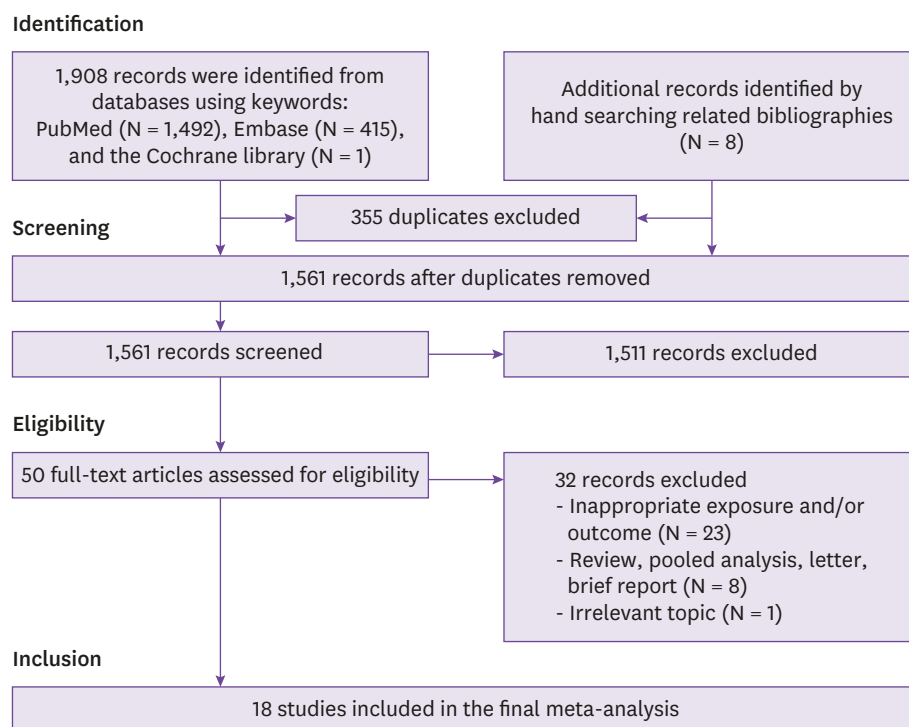 Identification
1,908 records were identified from
databases using keywords:
PubMed (N = 1,492), Embase (N = 415),
and the Cochrane library (N = 1)
Additional records identified by
hand searching related bibliographies
(N = 8)
355 duplicates excluded
Screening
1,561 records after duplicates removed
1,561 records screened
1,511 records excluded
Eligibility
50 full-text articles assessed for eligibility
32 records excluded
- Inappropriate exposure and/or
outcome (N = 23)
- Review, pooled analysis, letter,
brief report (N = 8)
- Irrelevant topic (N = 1)
Inclusion
18 studies included in the final meta-analysis